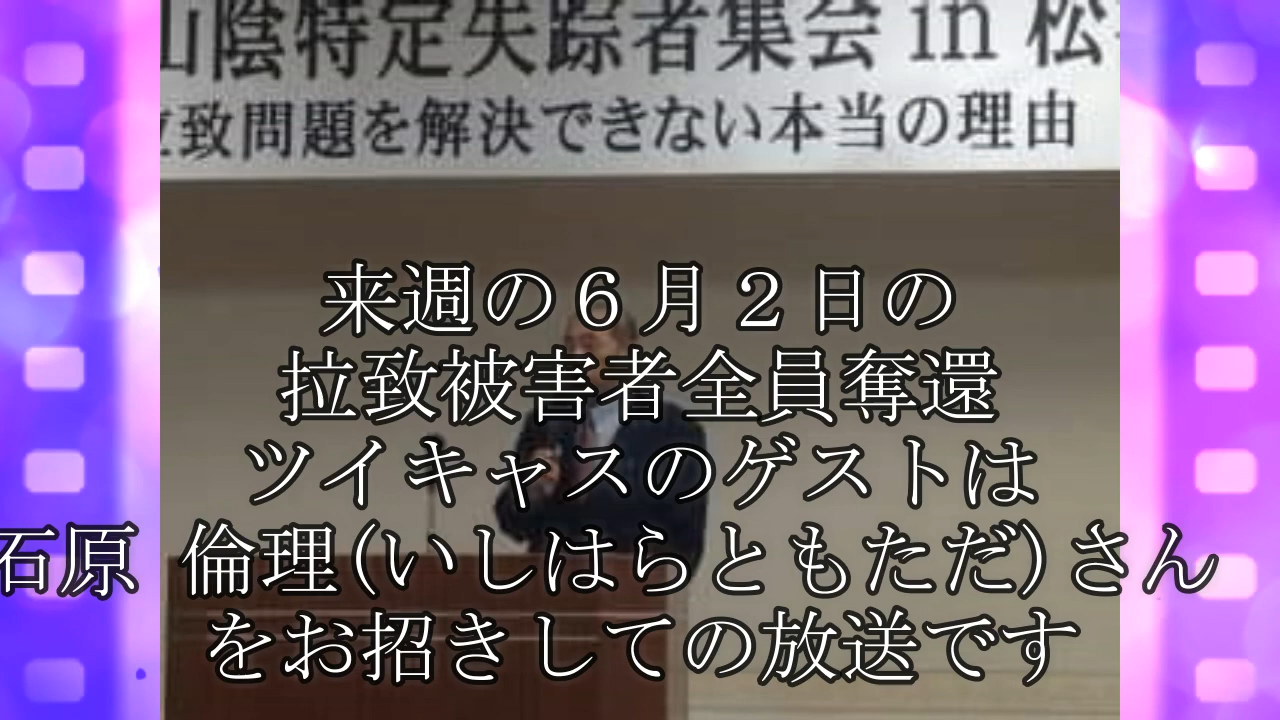 山陰特定失踪者集会 in 松
拉致問題を解決できない本当の理由
来週の６月２日の
拉致被害者全員奪還
ツイキャスのゲストは
石原 倫理(いしはらともただ)さん
をお招きしての放送です